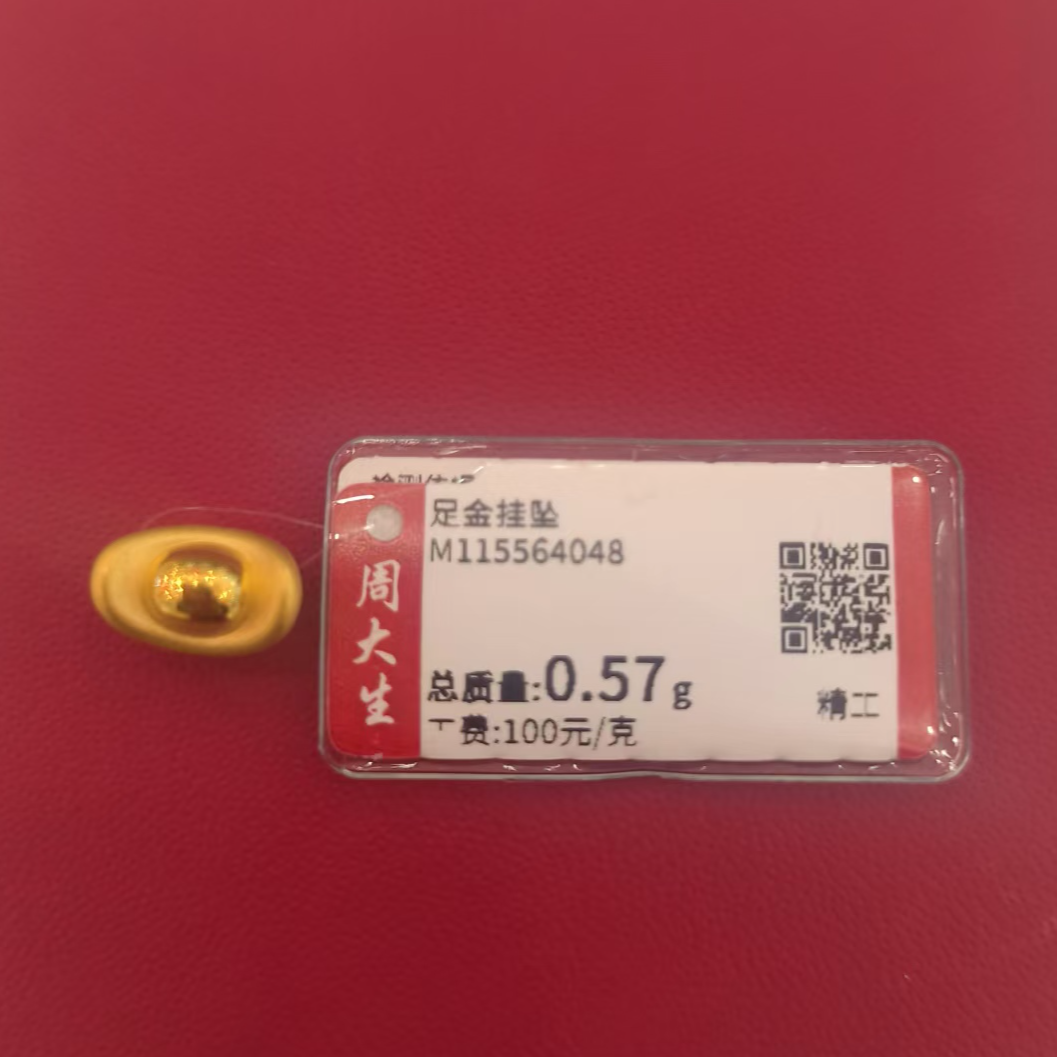 足金挂坠
M115564048
周大生
总质量:0.57g
工费:100元/克
精工